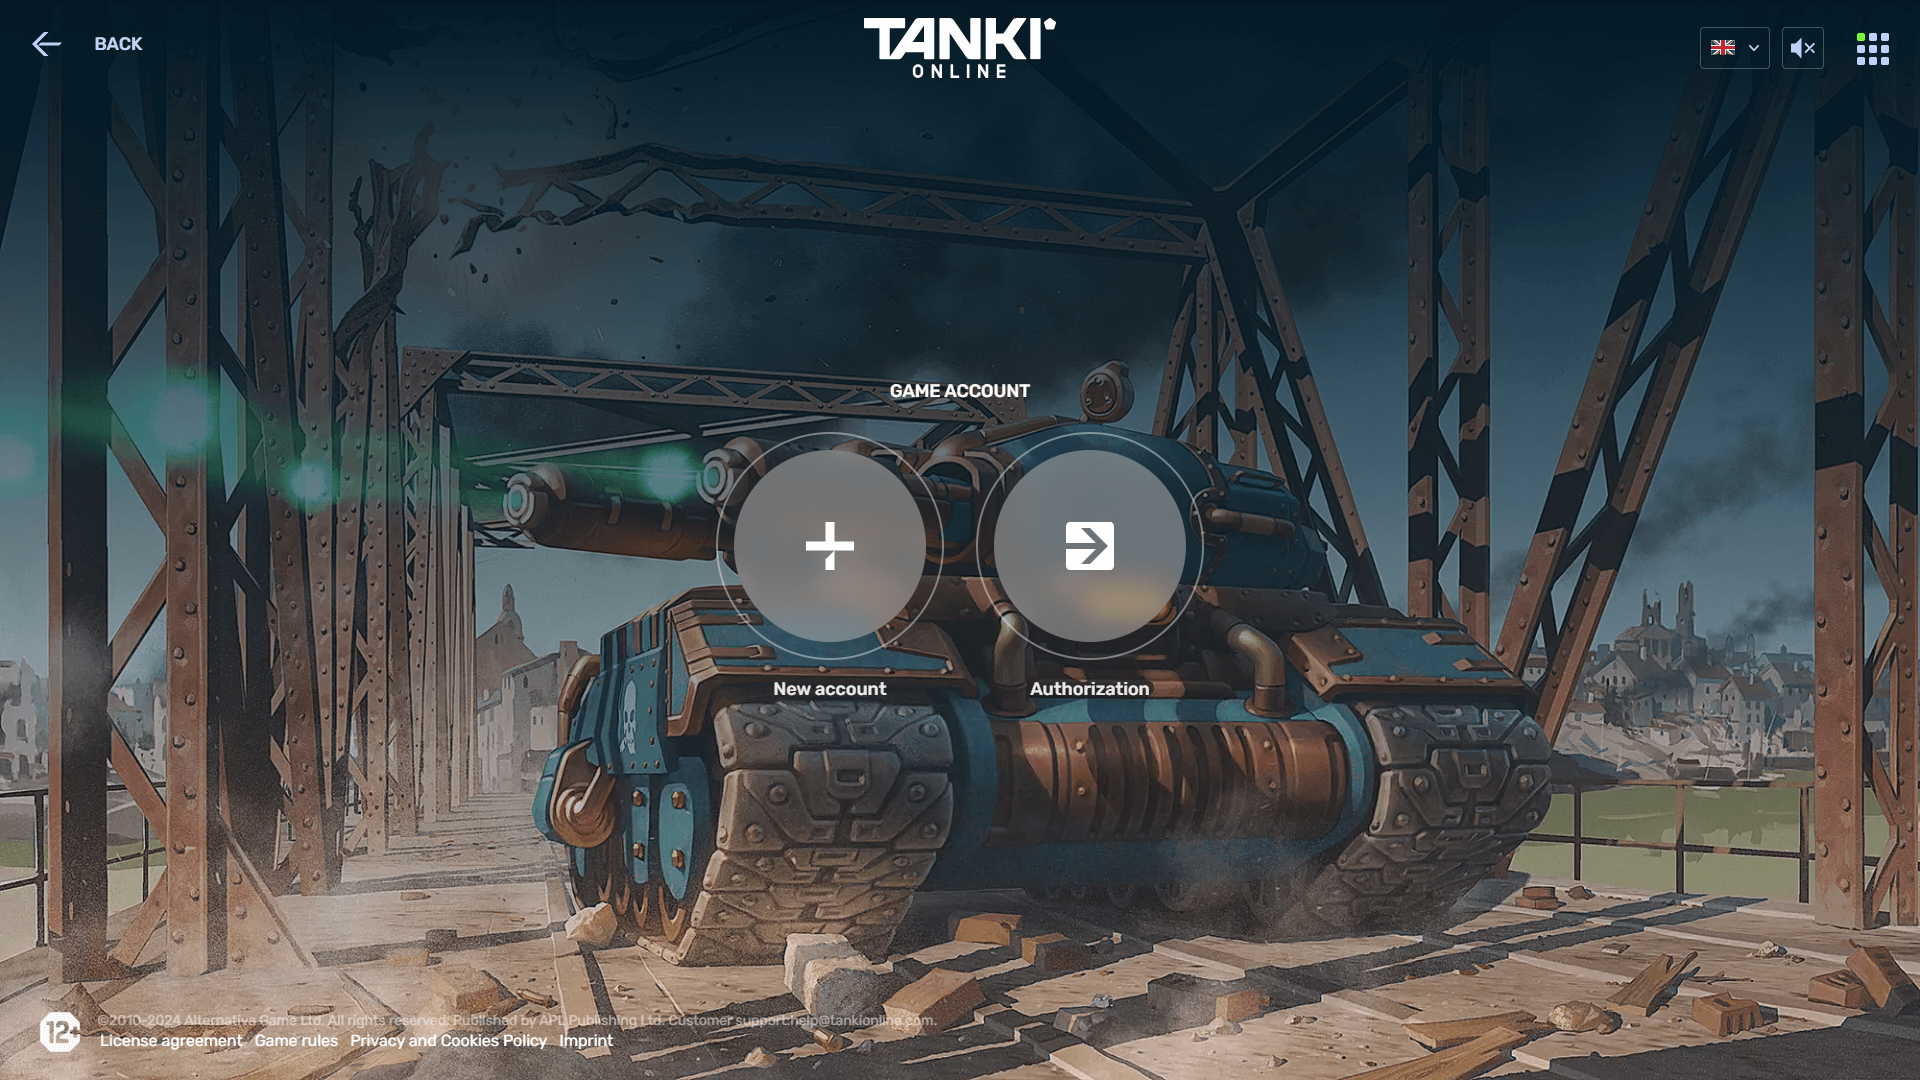 BACK
TANKI
ONLINE
GAME ACCOUNT
New account
Authorization
12+
©2010-2024 Alternativa Game Ltd. All rights reserved. Published by APL Publishing Ltd. Customer support:help@tankionline.com.
License agreement Game rules Privacy and Cookies Policy Imprint